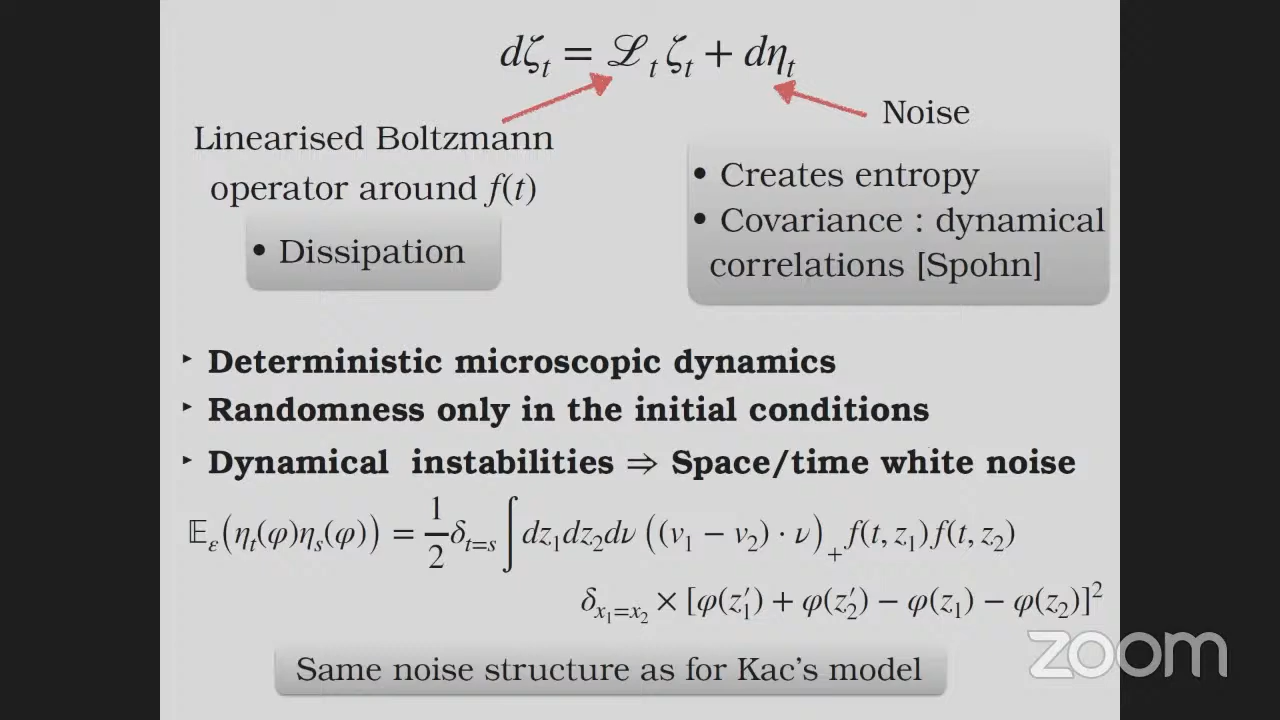 dζ_t = ℒ_t ζ_t + dη_t
Noise
Linearised Boltzmann
operator around f(t)
• Dissipation
• Creates entropy
• Covariance : dynamical
correlations [Spohn]
‣ Deterministic microscopic dynamics
‣ Randomness only in the initial conditions
‣ Dynamical instabilities ⇒ Space/time white noise
𝔼_ε(η_t(φ)η_s(φ)) = 1/2 δ_{t=s} ∫ dz_1dz_2dν ((v_1 − v_2) · ν)_+ f(t, z_1)f(t, z_2)
δ_{x_1=x_2} × [φ(z′_1) + φ(z′_2) − φ(z_1) − φ(z_2)]^2
Same noise structure as for Kac's model
zoom